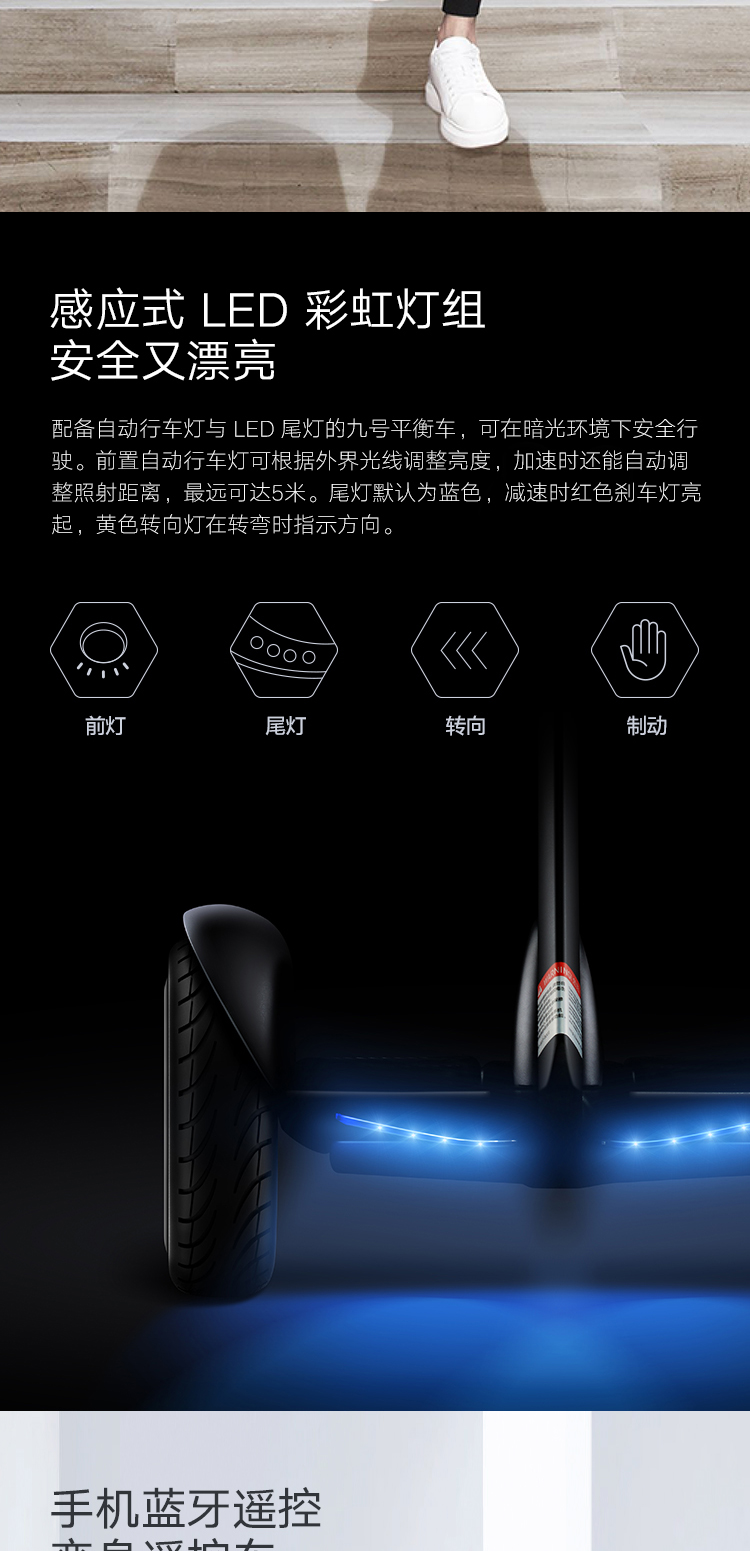 感应式 LED 彩虹灯组
安全又漂亮
配备自动行车灯与 LED 尾灯的九号平衡车，可在暗光环境下安全行
驶。前置自动行车灯可根据外界光线调整亮度，加速时还能自动调
整照射距离，最远可达5米。尾灯默认为蓝色，减速时红色刹车灯亮
起，黄色转向灯在转弯时指示方向。
前灯 尾灯 转向 制动
手机蓝牙遥控